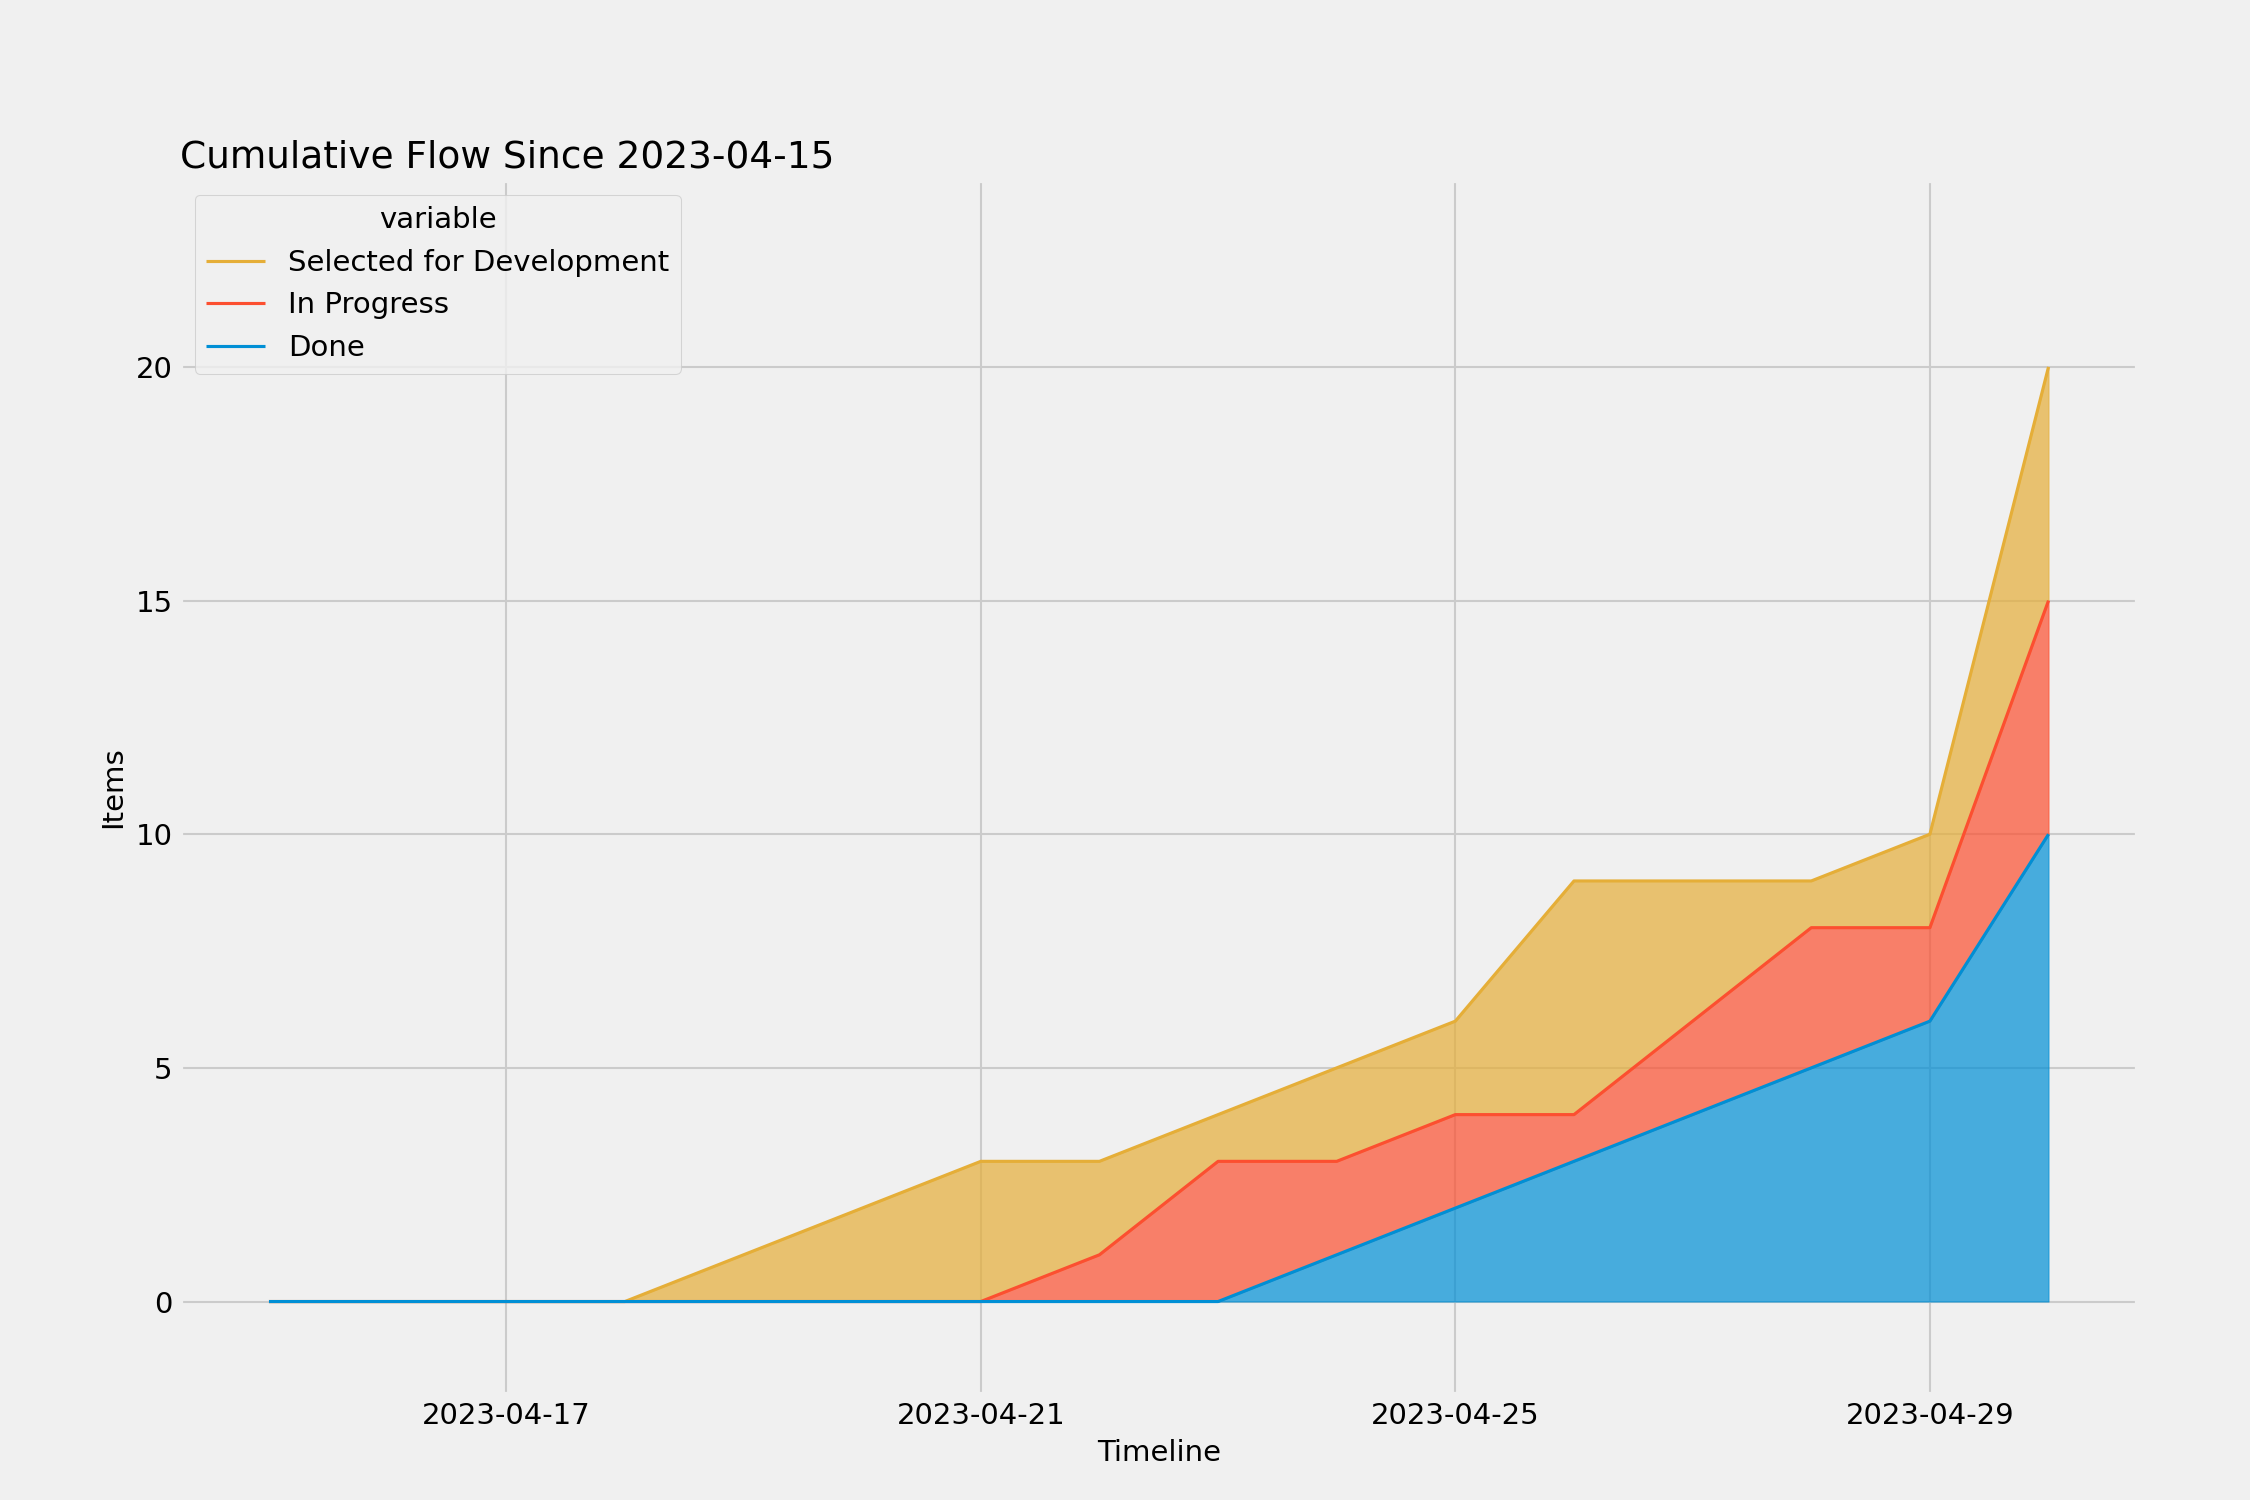 Cumulative Flow Since 2023-04-15
variable
Selected for Development
In Progress
Done
20
15
10
5
0
Items
2023-04-17 2023-04-21 2023-04-25 2023-04-29
Timeline